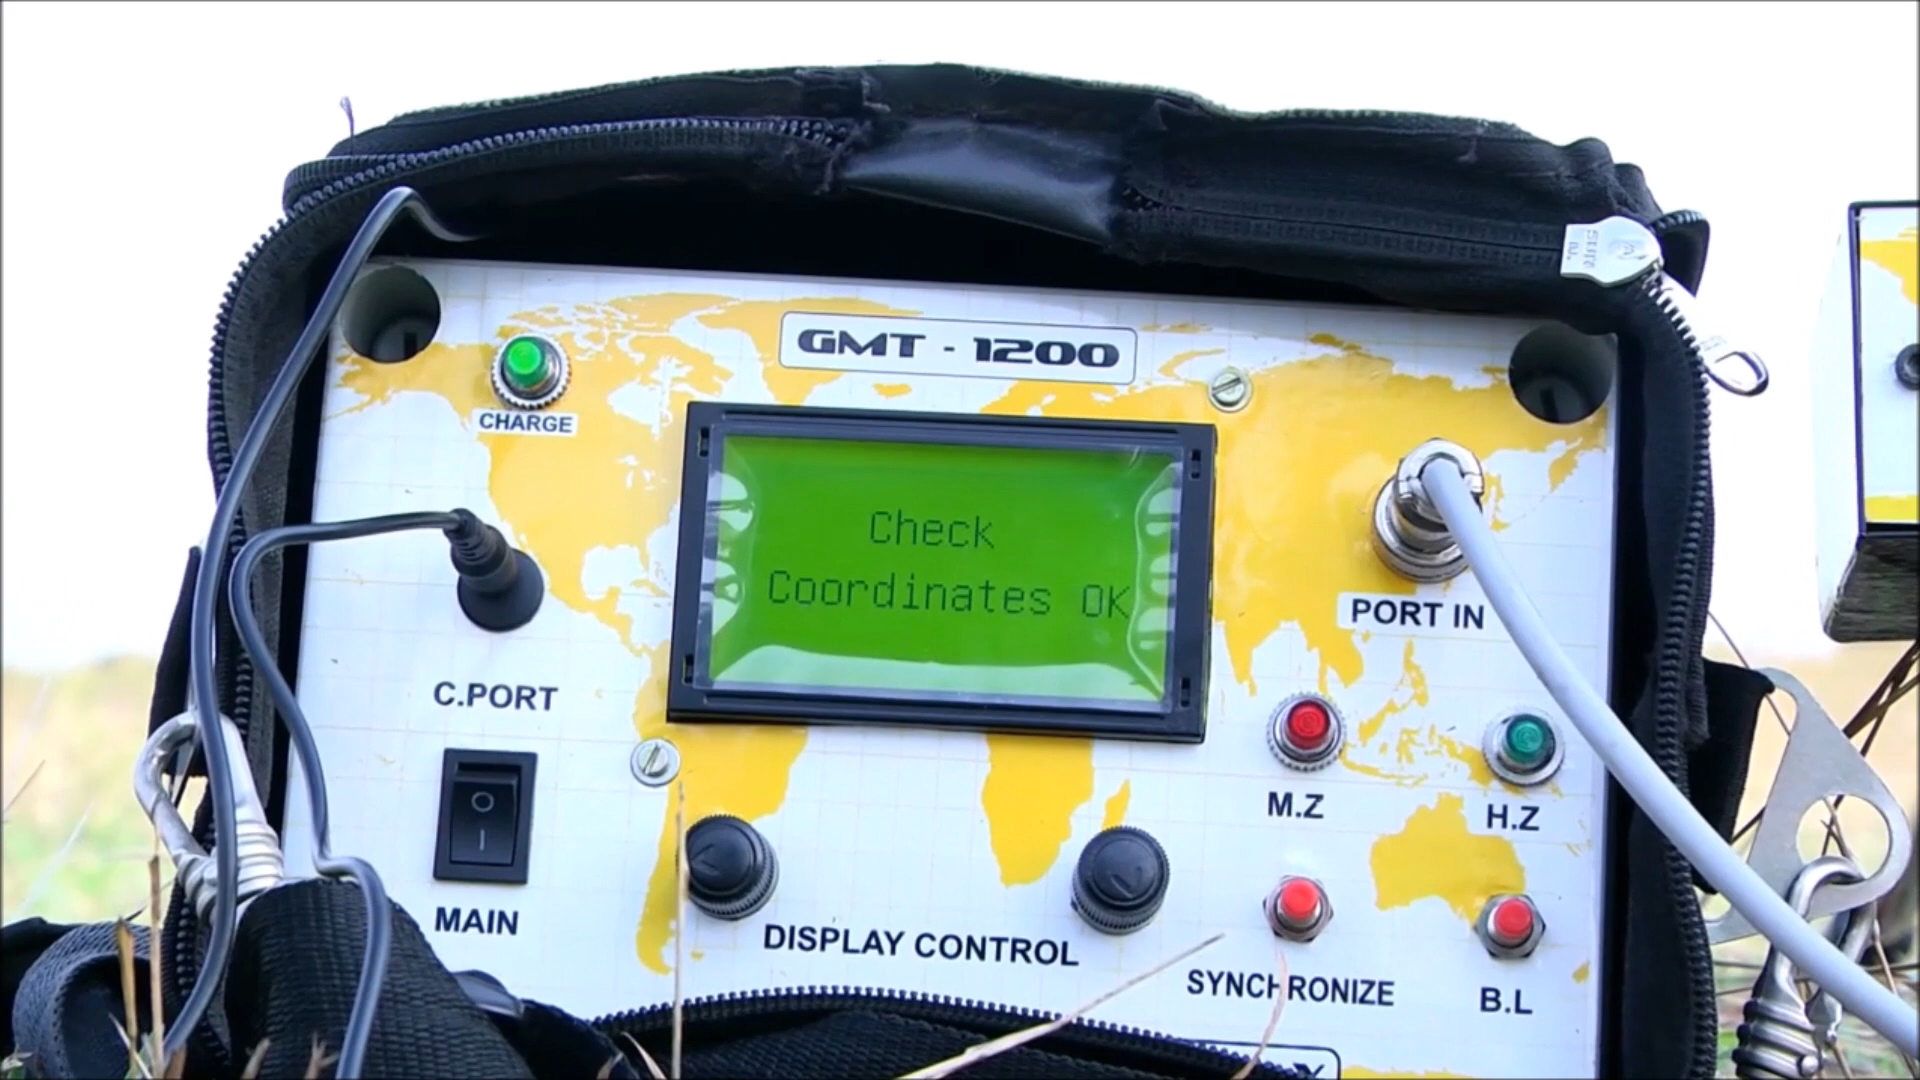 GMT - 1200
CHARGE
Check
Coordinates OK
PORT IN
C.PORT
M.Z
H.Z
O
I
MAIN
DISPLAY CONTROL
SYNCHRONIZE
B.L